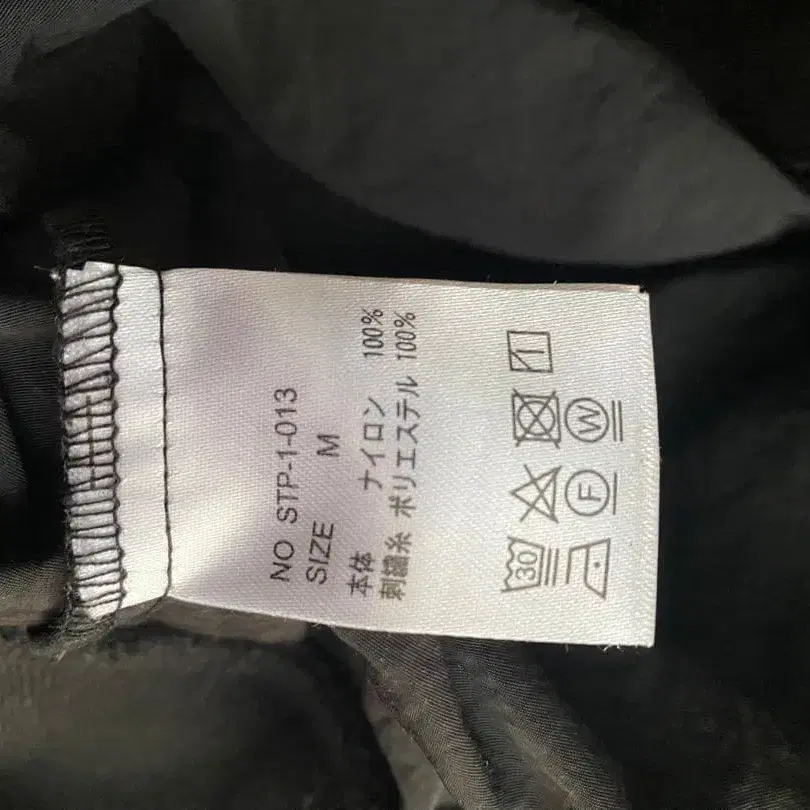 NO STP-1-013
SIZE M
本体 ナイロン 100%
刺繍糸 ポリエステル 100%
30
F W